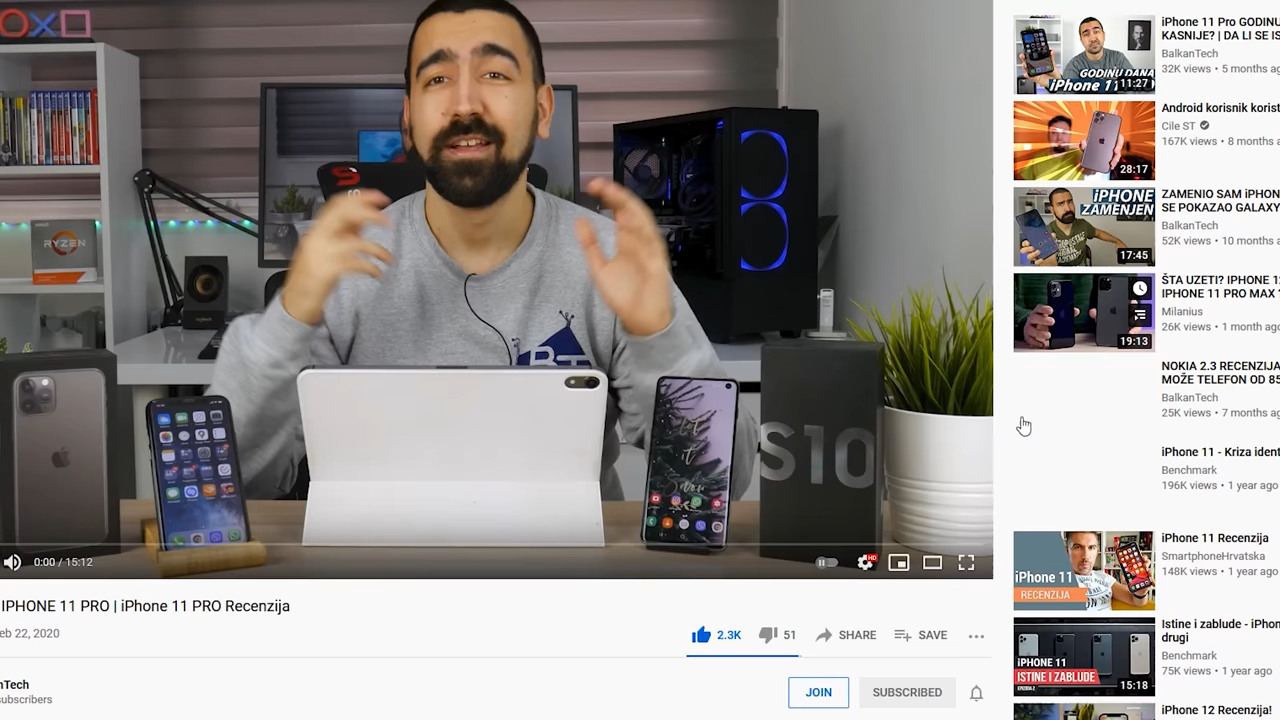 RYZEN
BT
S10
0:00 / 15:12
HD
IPHONE 11 PRO | iPhone 11 PRO Recenzija
eb 22, 2020
2.3K
51
SHARE
SAVE
nTech
subscribers
JOIN
SUBSCRIBED
GODINU DANA
iPhone 11
11:27
iPhone 11 Pro GODINU
KASNIJE? | DA LI SE IS
BalkanTech
32K views • 5 months ag
28:17
Android korisnik korist
Cile ST
167K views • 8 months a
iPHONE
ZAMENJEN
17:45
ZAMENIO SAM iPHON
SE POKAZAO GALAXY
BalkanTech
52K views • 10 months a
19:13
ŠTA UZETI? IPHONE 1
IPHONE 11 PRO MAX
Milanius
26K views • 1 month ago
NOKIA 2.3 RECENZIJA
MOŽE TELEFON OD 85
BalkanTech
25K views • 7 months ag
iPhone 11 - Kriza ident
Benchmark
196K views • 1 year ago
iPhone 11
RECENZIJA
iPhone 11 Recenzija
SmartphoneHrvatska
148K views • 1 year ago
iPHONE 11
ISTINE I ZABLUDE
15:18
Istine i zablude - iPhon
drugi
Benchmark
75K views • 1 year ago
iPhone 12 Recenzija!